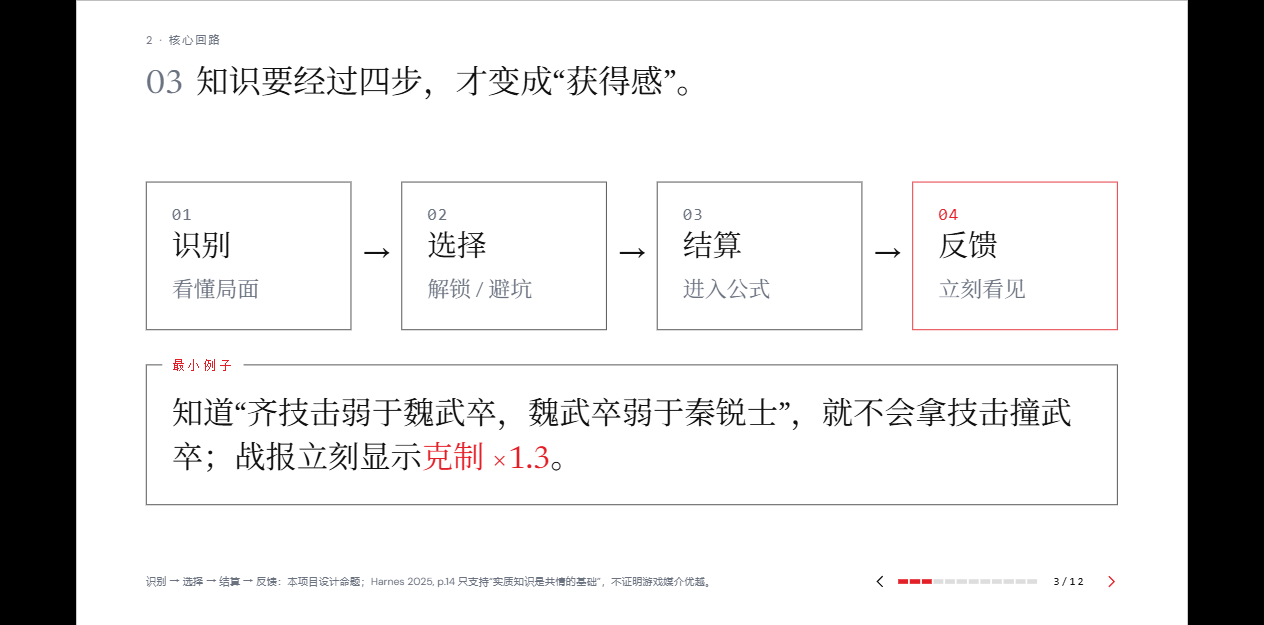 2 · 核心回路
03 知识要经过四步，才变成“获得感”。
01
识别
看懂局面
→
02
选择
解锁 / 避坑
→
03
结算
进入公式
→
04
反馈
立刻看见
最小例子
知道“齐技击弱于魏武卒，魏武卒弱于秦锐士”，就不会拿技击撞武
卒；战报立刻显示克制 ×1.3。
识别 → 选择 → 结算 → 反馈：本项目设计命题；Harnes 2025, p.14 只支持“实质知识是共情的基础”，不证明游戏媒介优越。
3/12